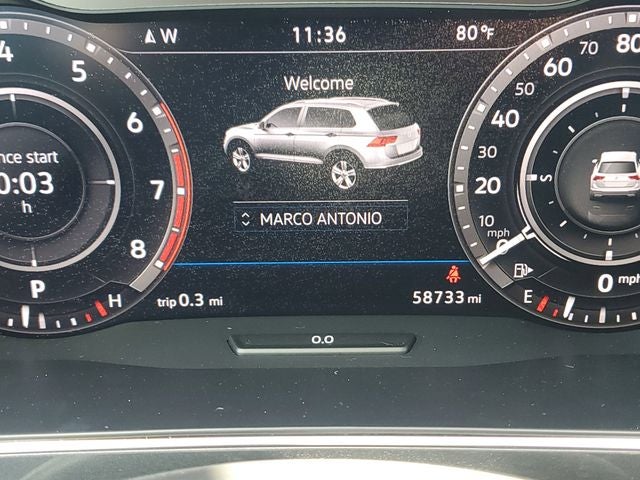 W 11:36 80°F
Welcome
MARCO ANTONIO
4 5 6 7 8
nce start
0:03
h
P
H
trip 0.3 mi
58733 mi
0 10 20 30 40 50 60 70 80
mph
S
E
0 mph
0.0